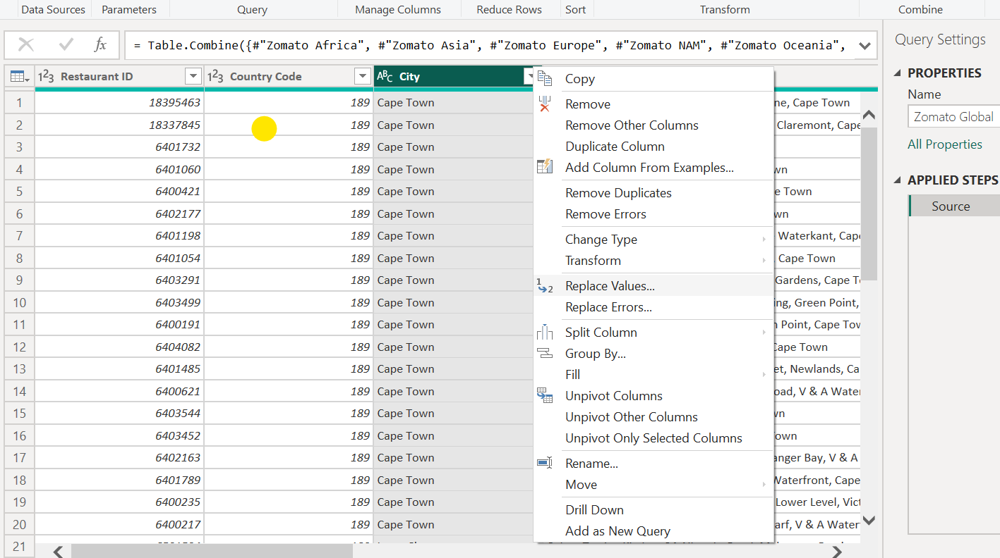 Data Sources Parameters Query Manage Columns Reduce Rows Sort Transform Combine
fx = Table.Combine({#"Zomato Africa", #"Zomato Asia", #"Zomato Europe", #"Zomato NAM", #"Zomato Oceania",
Query Settings
PROPERTIES
Name
Zomato Global
All Properties
APPLIED STEPS
Source
123 Restaurant ID 123 Country Code ABC City
1 18395463 189 Cape Town ne, Cape Town
2 18337845 189 Cape Town Claremont, Cape
3 6401732 189 Cape Town
4 6401060 189 Cape Town wn
5 6400421 189 Cape Town e Town
6 6402177 189 Cape Town wn
7 6401198 189 Cape Town Waterkant, Cap
8 6401054 189 Cape Town Cape Town
9 6403291 189 Cape Town Gardens, Cape T
10 6403499 189 Cape Town ing, Green Point,
11 6400191 189 Cape Town n Point, Cape Tow
12 6404082 189 Cape Town Cape Town
13 6401485 189 Cape Town et, Newlands, Ca
14 6400621 189 Cape Town oad, V & A Water
15 6403544 189 Cape Town wn
16 6403452 189 Cape Town own
17 6402163 189 Cape Town anger Bay, V & A
18 6401789 189 Cape Town Waterfront, Cape
19 6400235 189 Cape Town Lower Level, Vict
20 6400217 189 Cape Town arf, V & A Water
21
Copy
Remove
Remove Other Columns
Duplicate Column
Add Column From Examples...
Remove Duplicates
Remove Errors
Change Type
Transform
Replace Values...
Replace Errors...
Split Column
Group By...
Fill
Unpivot Columns
Unpivot Other Columns
Unpivot Only Selected Columns
Rename...
Move
Drill Down
Add as New Query